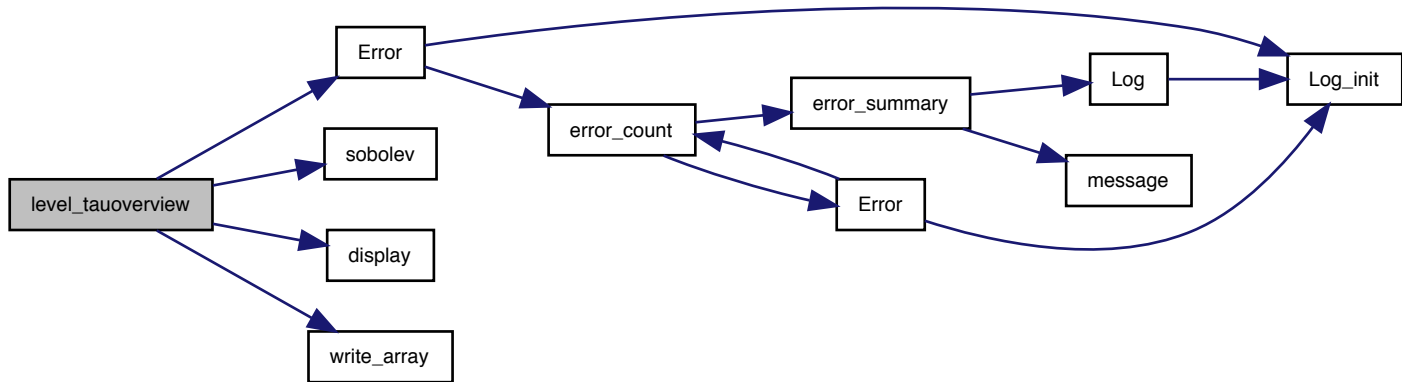 level_tauoverview
Error
sobolev
display
write_array
error_count
error_summary
Error
Log
message
Log_init